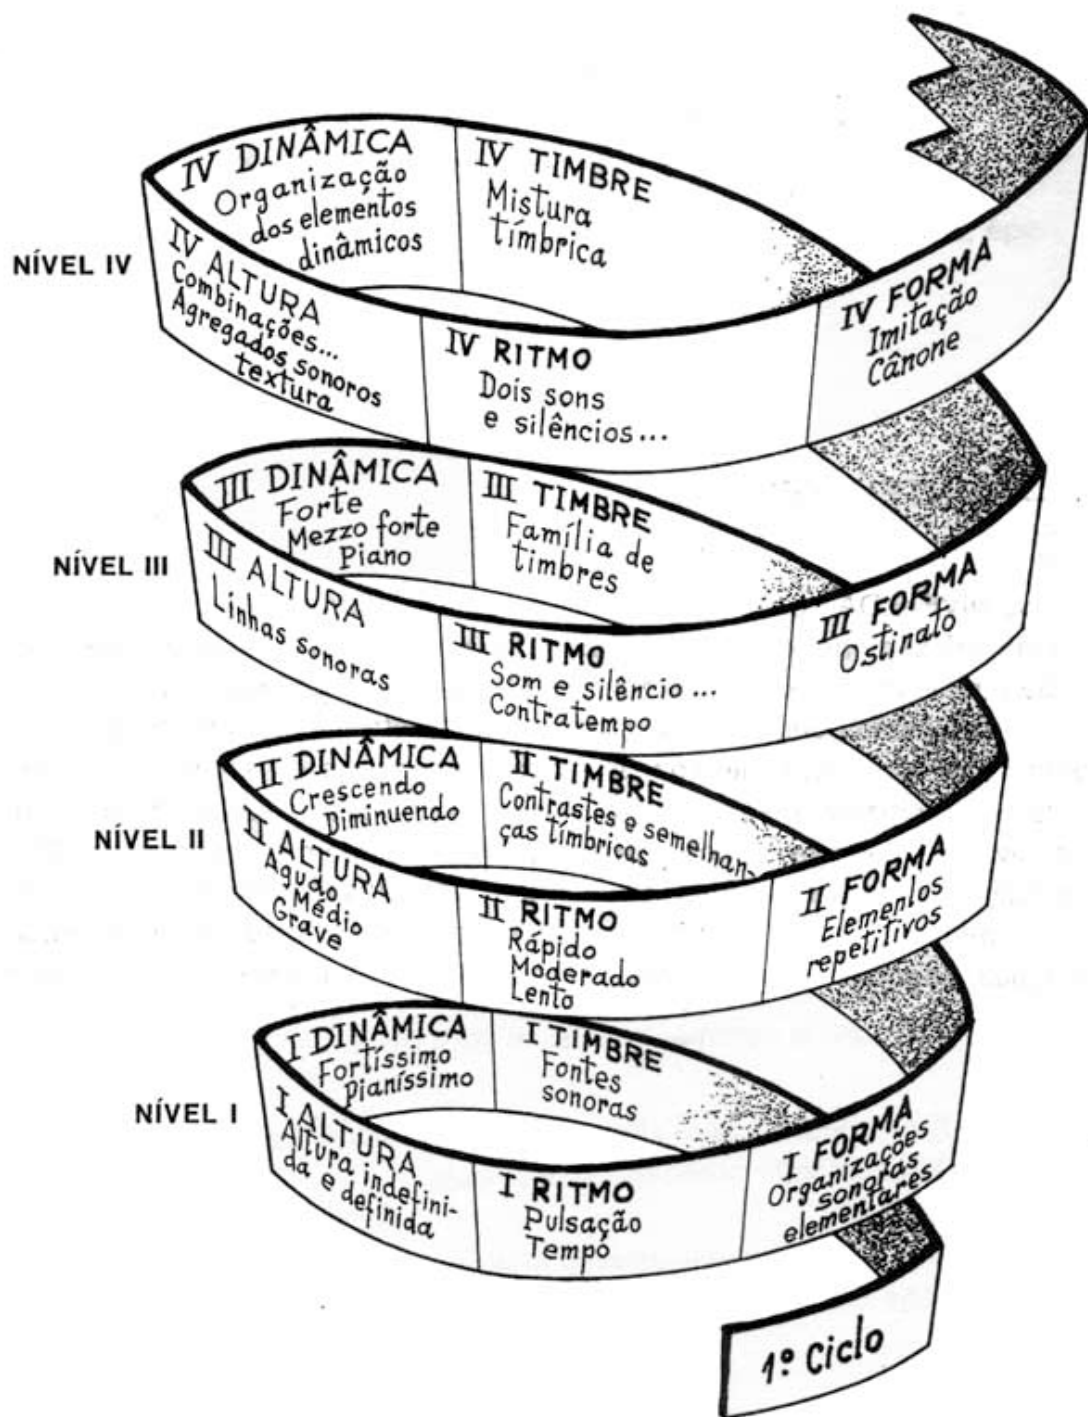 IV DINÂMICA
Organização
dos elementos
dinâmicos
IV TIMBRE
Mistura
tímbrica
NÍVEL IV
IV ALTURA
Combinações...
Agregados sonoros
textura
IV RITMO
Dois sons
e silêncios...
IV FORMA
Imitação
Cânone
III DINÂMICA
Forte
Mezzo forte
Piano
III TIMBRE
Família de
timbres
NÍVEL III
III ALTURA
Linhas sonoras
III RITMO
Som e silêncio...
Contratempo
III FORMA
Ostinato
II DINÂMICA
Crescendo
Diminuendo
II TIMBRE
Contrastes e semelhan-
ças tímbricas
NÍVEL II
II ALTURA
Agudo
Médio
Grave
II RITMO
Rápido
Moderado
Lento
II FORMA
Elementos
repetitivos
I DINÂMICA
Fortíssimo
Pianíssimo
I TIMBRE
Fontes
sonoras
NÍVEL I
I ALTURA
Altura indefini-
da e definida
I RITMO
Pulsação
Tempo
I FORMA
Organizações
sonoras
elementares
1º Ciclo